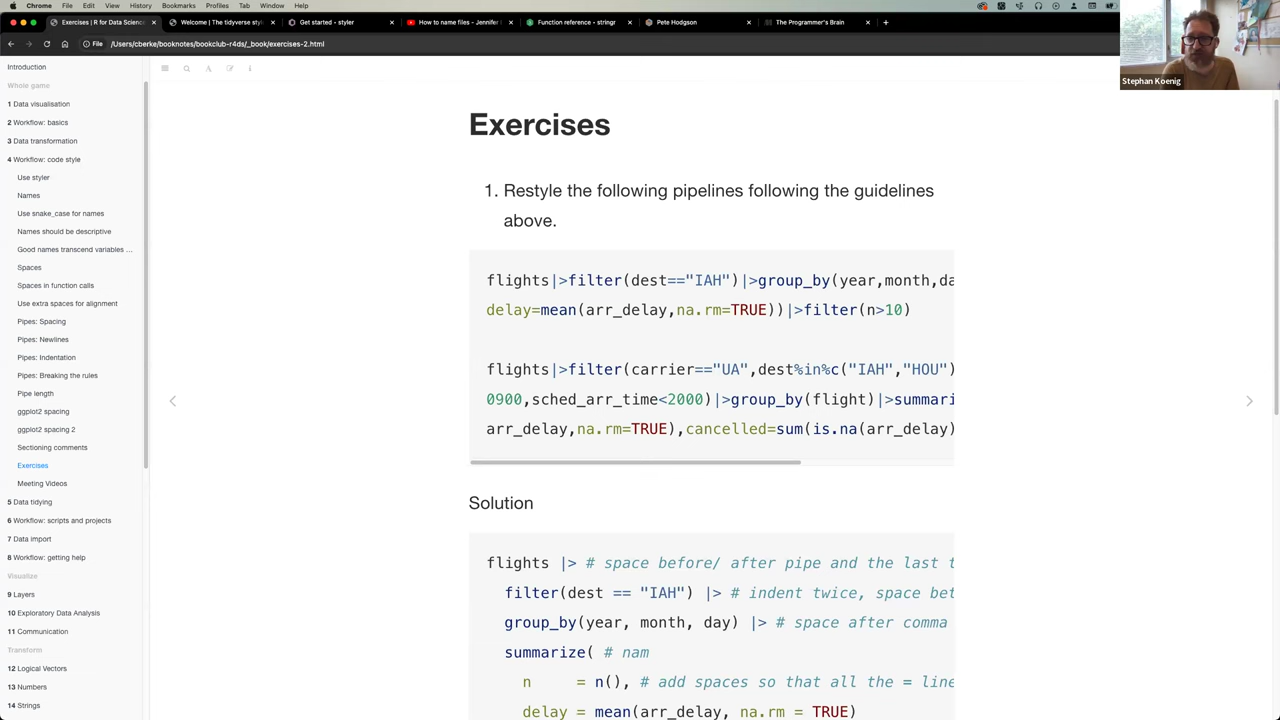 Chrome File Edit View History Bookmarks Profiles Tab Window Help
Exercises | R for Data Science
Welcome | The tidyverse sty
Get started - styler
How to name files - Jennifer
Function reference - stringr
Pete Hodgson
The Programmer's Brain
File /Users/cberke/booknotes/bookclub-r4ds/_book/exercises-2.html
Stephan Koenig
Introduction
Whole game
1 Data visualisation
2 Workflow: basics
3 Data transformation
4 Workflow: code style
Use styler
Names
Use snake_case for names
Names should be descriptive
Good names transcend variables ...
Spaces
Spaces in function calls
Use extra spaces for alignment
Pipes: Spacing
Pipes: Newlines
Pipes: Indentation
Pipes: Breaking the rules
Pipe length
ggplot2 spacing
ggplot2 spacing 2
Sectioning comments
Exercises
Meeting Videos
5 Data tidying
6 Workflow: scripts and projects
7 Data import
8 Workflow: getting help
Visualize
9 Layers
10 Exploratory Data Analysis
11 Communication
Transform
12 Logical Vectors
13 Numbers
14 Strings
Exercises
1. Restyle the following pipelines following the guidelines
above.
flights|>filter(dest=="IAH")|>group_by(year,month,da
delay=mean(arr_delay,na.rm=TRUE))|>filter(n>10)
flights|>filter(carrier=="UA",dest%in%c("IAH","HOU")
0900,sched_arr_time<2000)|>group_by(flight)|>summari
arr_delay,na.rm=TRUE),cancelled=sum(is.na(arr_delay)
Solution
flights |> # space before/ after pipe and the last t
filter(dest == "IAH") |> # indent twice, space bet
group_by(year, month, day) |> # space after comma
summarize( # nam
n     = n(), # add spaces so that all the = line
delay = mean(arr_delay, na.rm = TRUE)